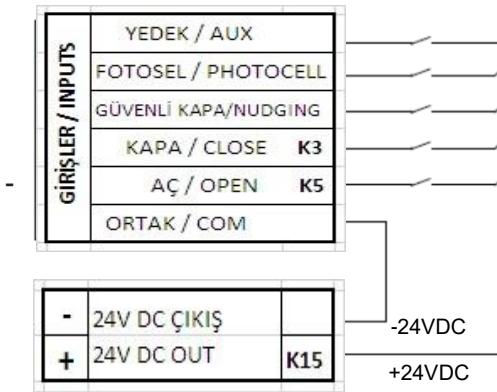 GİRİŞLER / INPUTS
YEDEK / AUX
FOTOSEL / PHOTOCELL
GÜVENLİ KAPA/NUDGING
KAPA / CLOSE K3
AÇ / OPEN K5
ORTAK / COM
- 24V DC ÇIKIŞ
+ 24V DC OUT K15
-24VDC
+24VDC
-